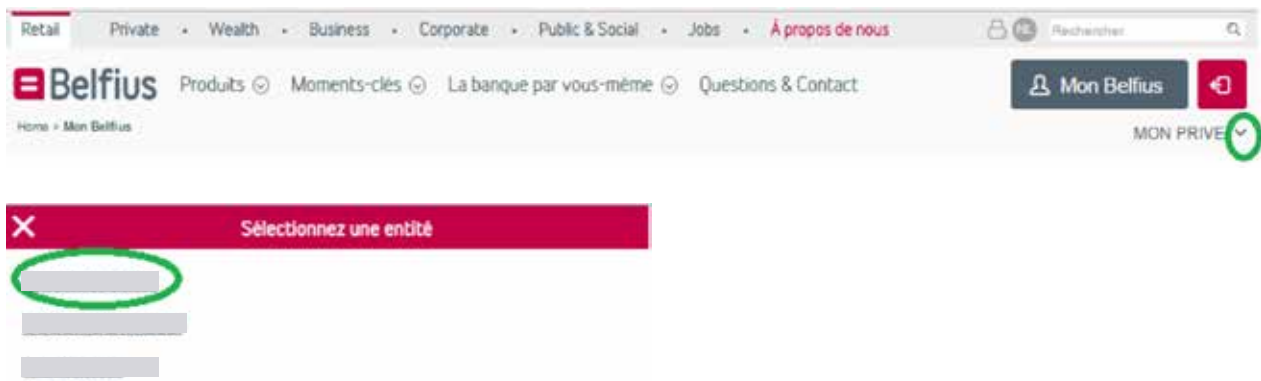 Retail Private • Wealth • Business • Corporate • Public & Social • Jobs • À propos de nous NL Rechercher
Belfius Produits Moments-clés La banque par vous-même Questions & Contact Mon Belfius
Home > Mon Belfius
MON PRIVE
Sélectionnez une entité